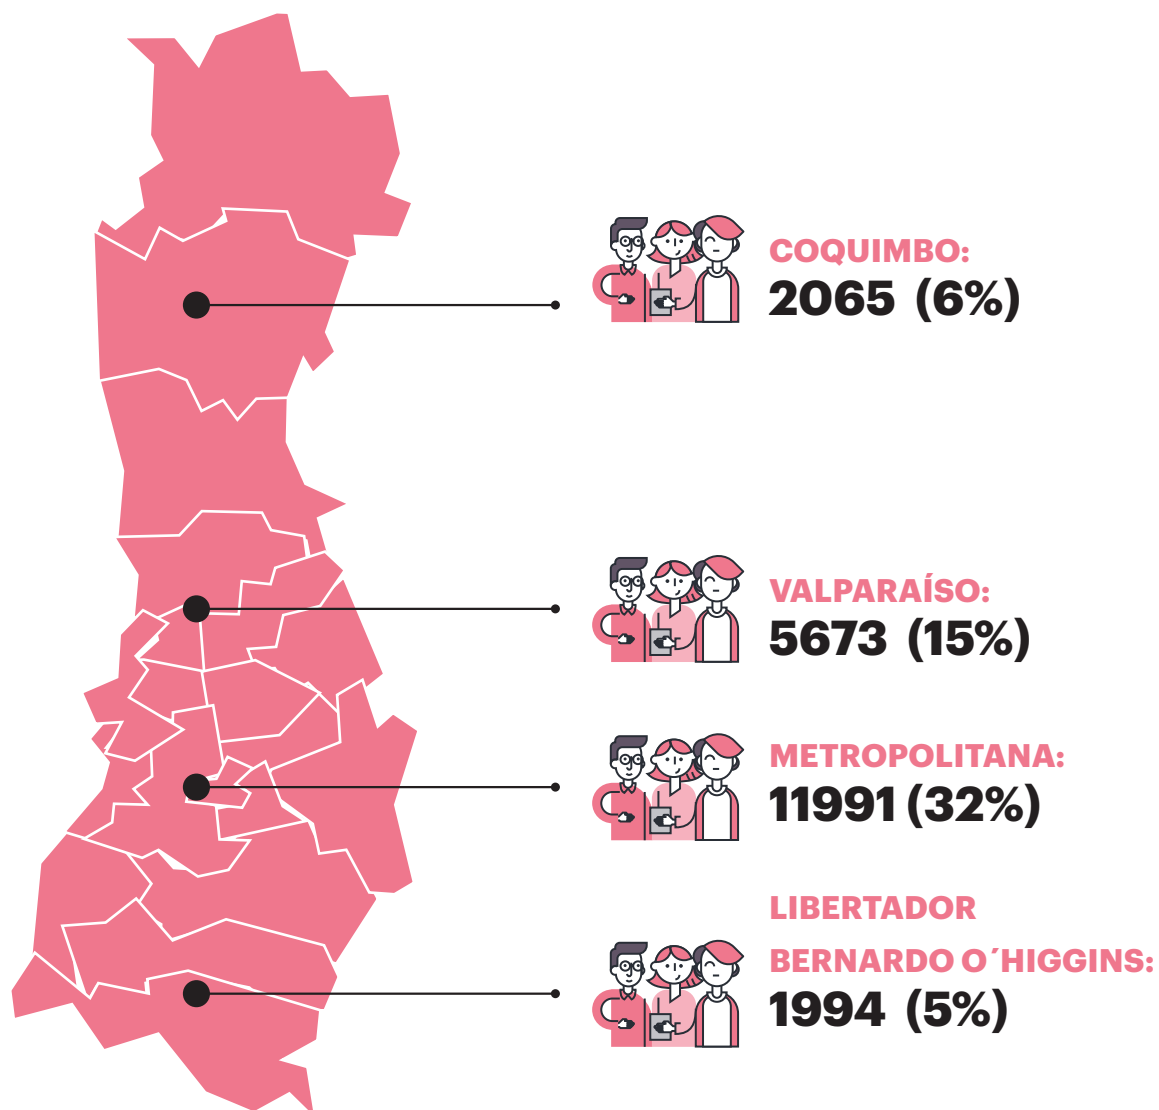 COQUIMBO:
2065 (6%)
VALPARAÍSO:
5673 (15%)
METROPOLITANA:
11991 (32%)
LIBERTADOR
BERNARDO O´HIGGINS:
1994 (5%)